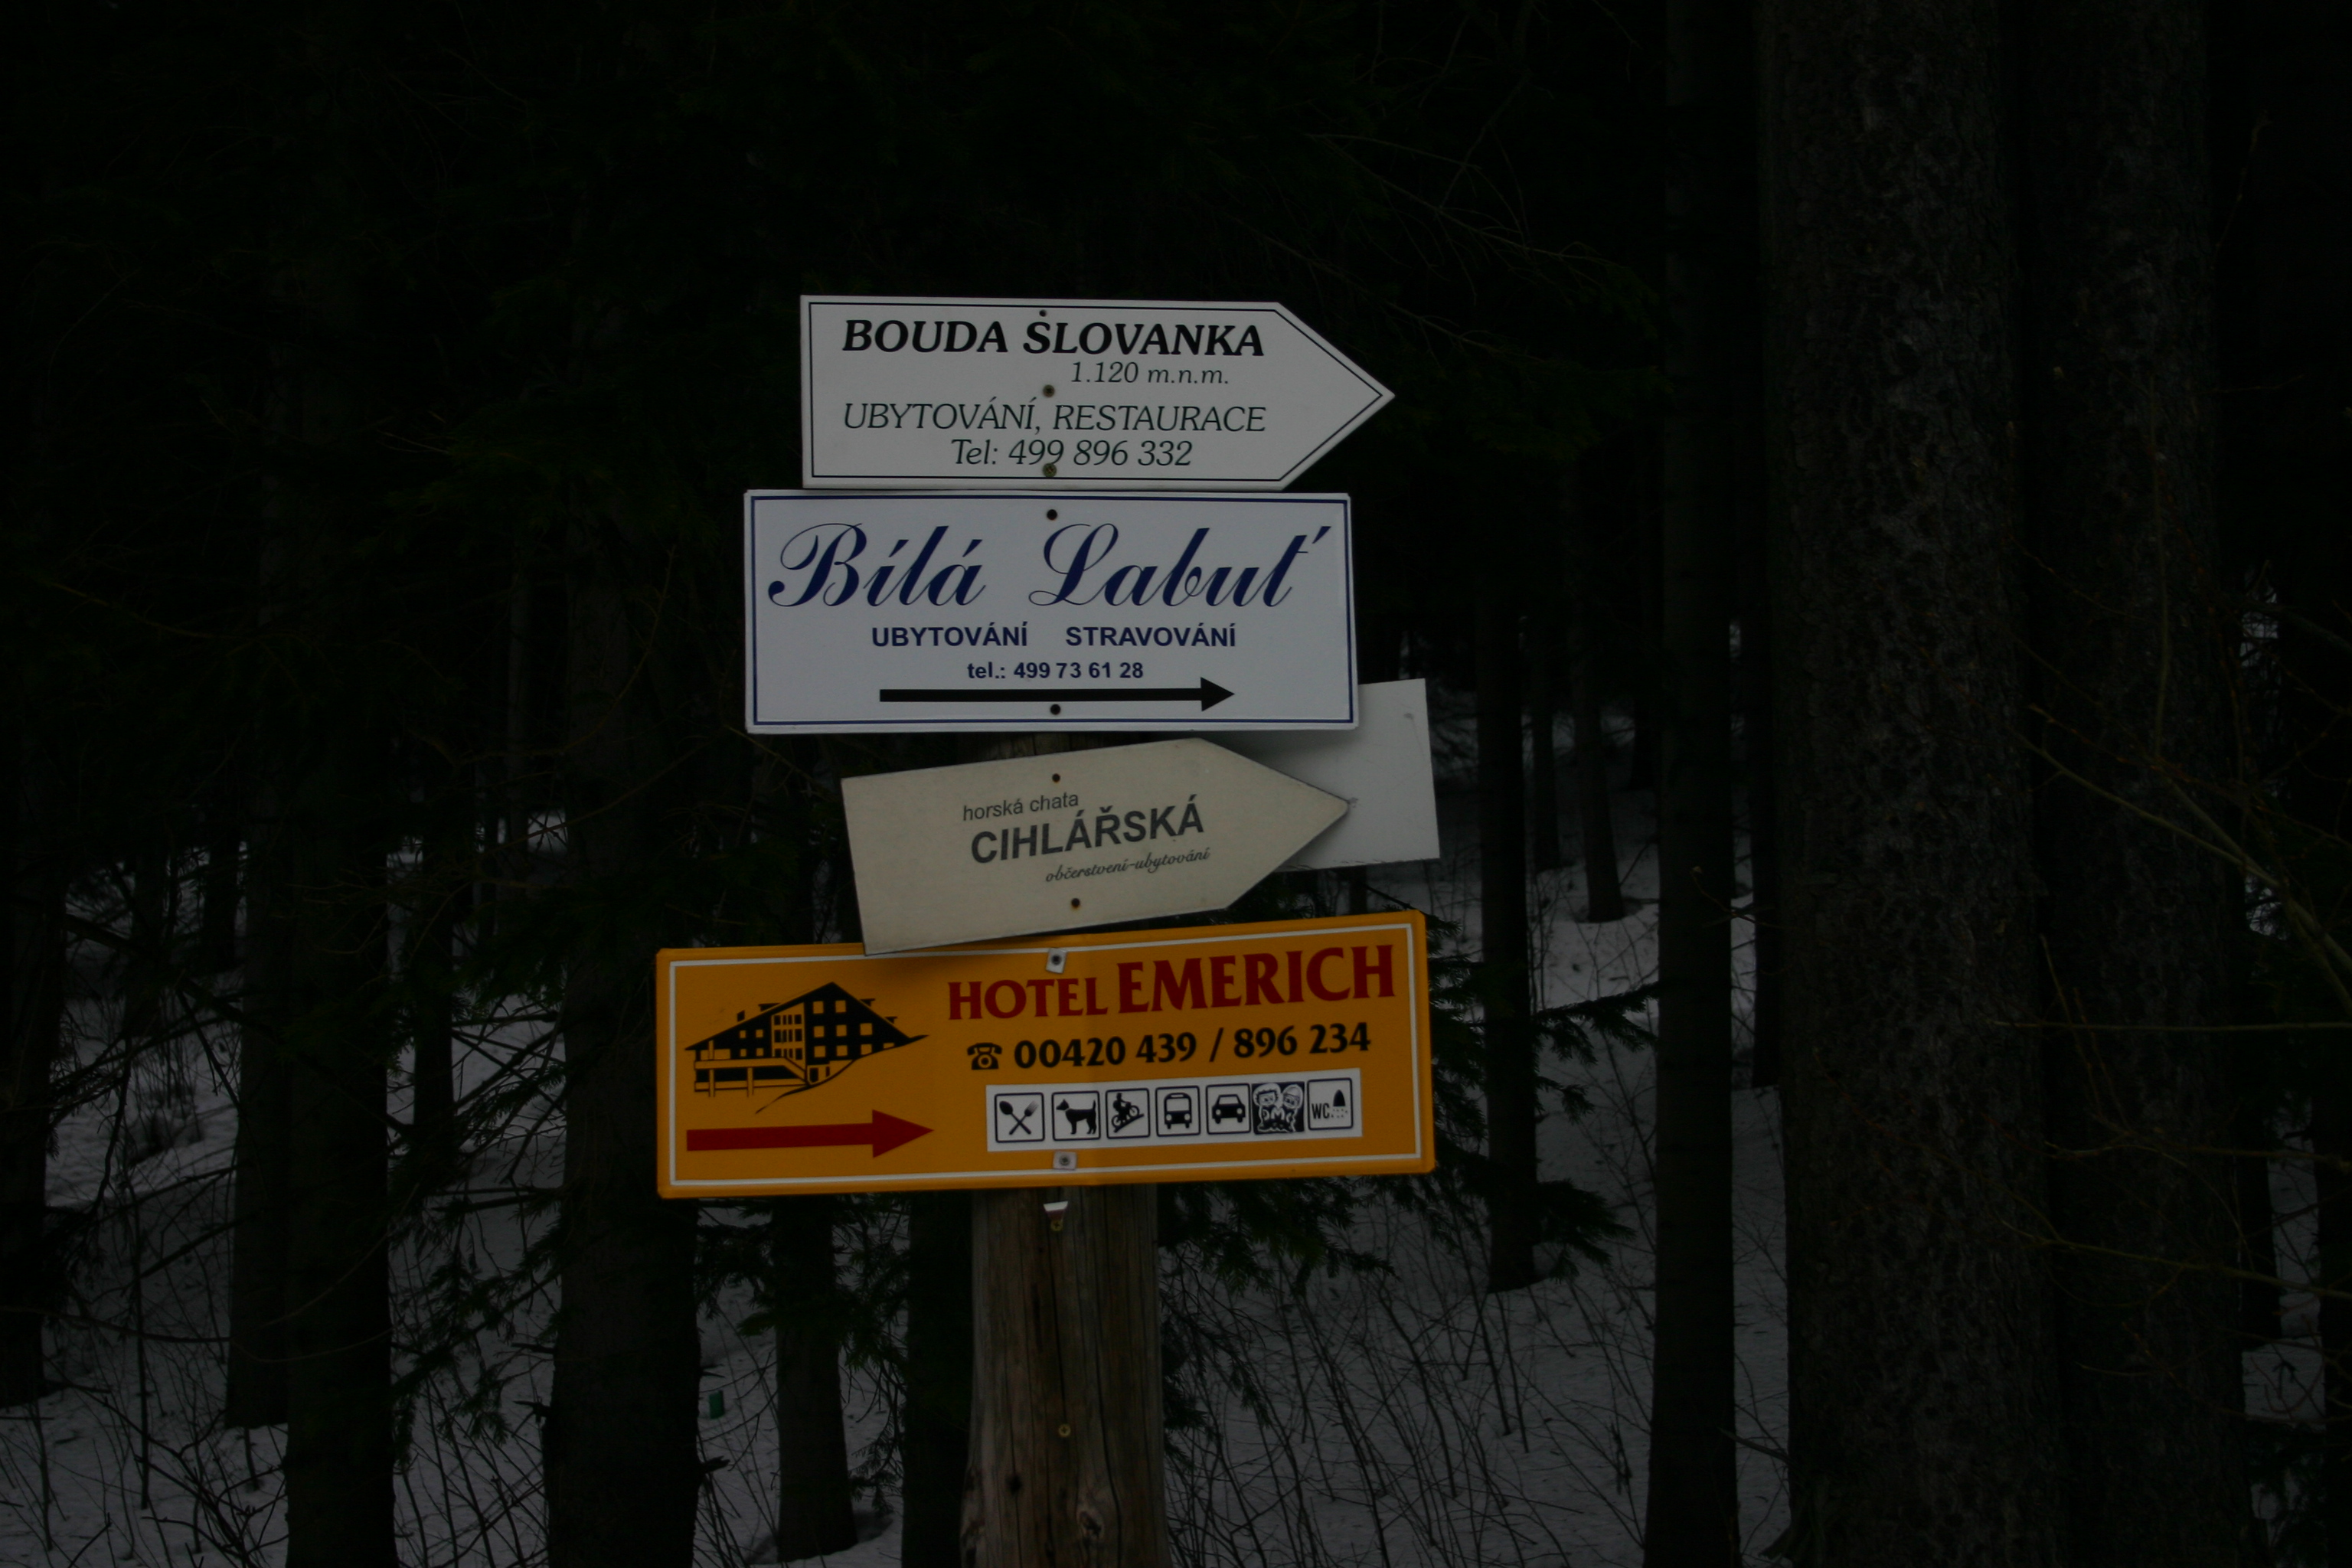 BOUDA SLOVANKA
1.120 m.n.m.
UBYTOVÁNÍ, RESTAURACE
Tel: 499 896 332
Bílá Labuť
UBYTOVÁNÍ STRAVOVÁNÍ
tel.: 499 73 61 28
horská chata
CIHLÁŘSKÁ
občerstvení-ubytování
HOTEL EMERICH
00420 439 / 896 234
WC